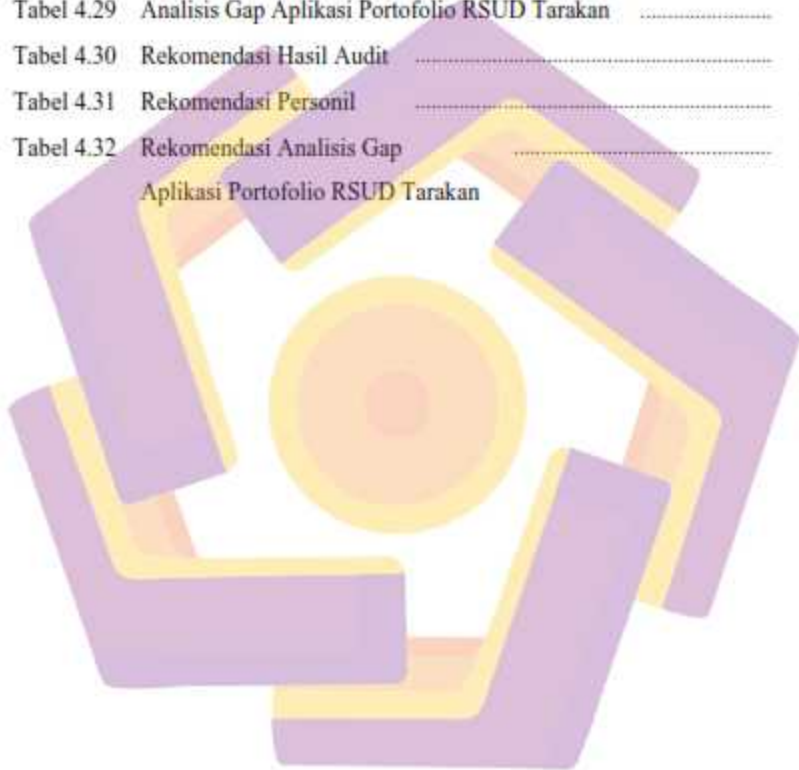 Tabel 4.29 Analisis Gap Aplikasi Portofolio RSUD Tarakan ........................
Tabel 4.30 Rekomendasi Hasil Audit ................................................................
Tabel 4.31 Rekomendasi Personil ................................................................
Tabel 4.32 Rekomendasi Analisis Gap ...............................................
Aplikasi Portofolio RSUD Tarakan